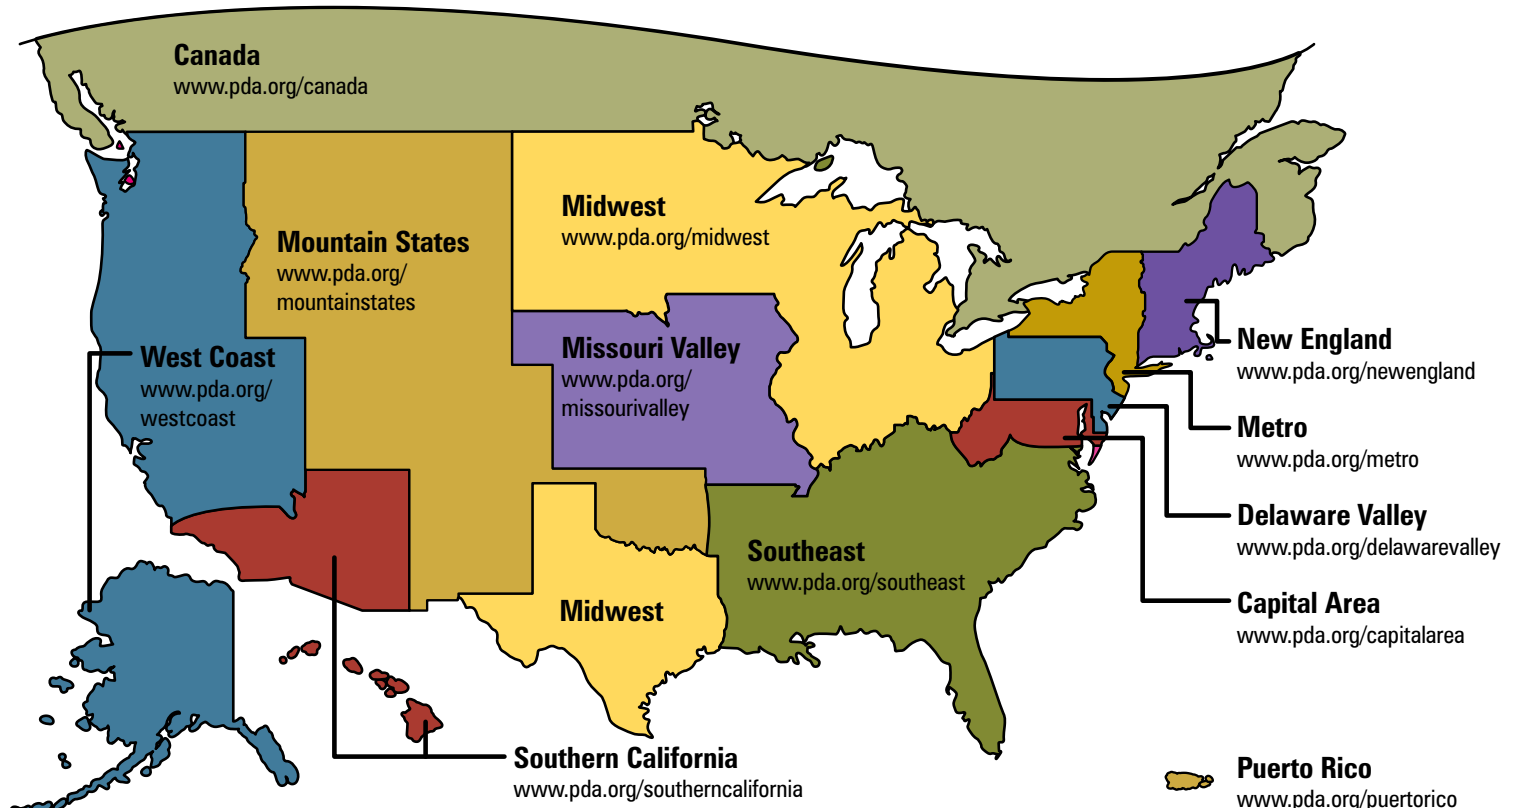 Canada
www.pda.org/canada
Midwest
www.pda.org/midwest
Mountain States
www.pda.org/
mountainstates
West Coast
www.pda.org/
westcoast
Missouri Valley
www.pda.org/
missourivalley
New England
www.pda.org/newengland
Metro
www.pda.org/metro
Delaware Valley
www.pda.org/delawarevalley
Southeast
www.pda.org/southeast
Midwest
Capital Area
www.pda.org/capitalarea
Southern California
www.pda.org/southerncalifornia
Puerto Rico
www.pda.org/puertorico